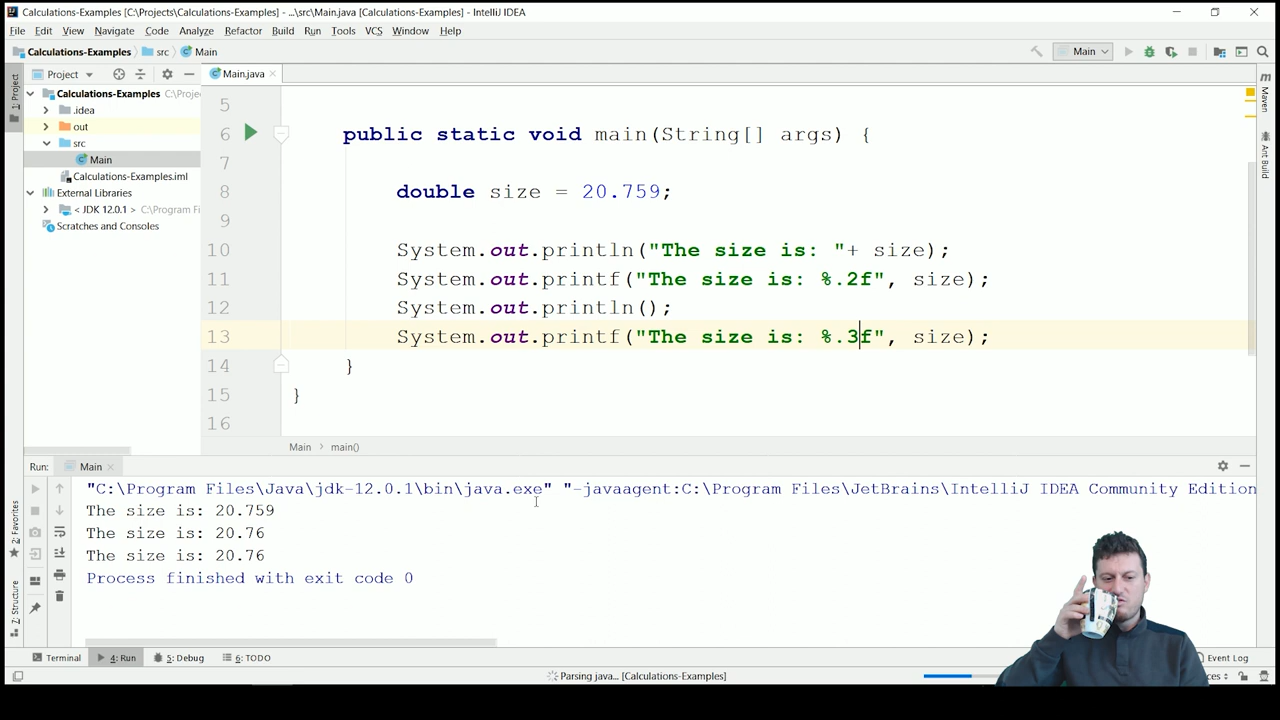 Calculations-Examples [C:\Projects\Calculations-Examples] - ...\src\Main.java [Calculations-Examples] - IntelliJ IDEA
File Edit View Navigate Code Analyze Refactor Build Run Tools VCS Window Help
Calculations-Examples src Main Main
Project Main.java
1: Project
Calculations-Examples C:\Proje
.idea
out
src
Main
Calculations-Examples.iml
External Libraries
< JDK 12.0.1 > C:\Program Fi
Scratches and Consoles
5
6 public static void main(String[] args) {
7
8 double size = 20.759;
9
10 System.out.println("The size is: "+ size);
11 System.out.printf("The size is: %.2f", size);
12 System.out.println();
13 System.out.printf("The size is: %.3f", size);
14 }
15 }
16
Main main()
Maven
Ant Build
Run: Main
"C:\Program Files\Java\jdk-12.0.1\bin\java.exe" "-javaagent:C:\Program Files\JetBrains\IntelliJ IDEA Community Edition
The size is: 20.759
The size is: 20.76
The size is: 20.76
Process finished with exit code 0
2: Favorites
Z: Structure
Terminal 4: Run 5: Debug 6: TODO Event Log
Parsing java... [Calculations-Examples]